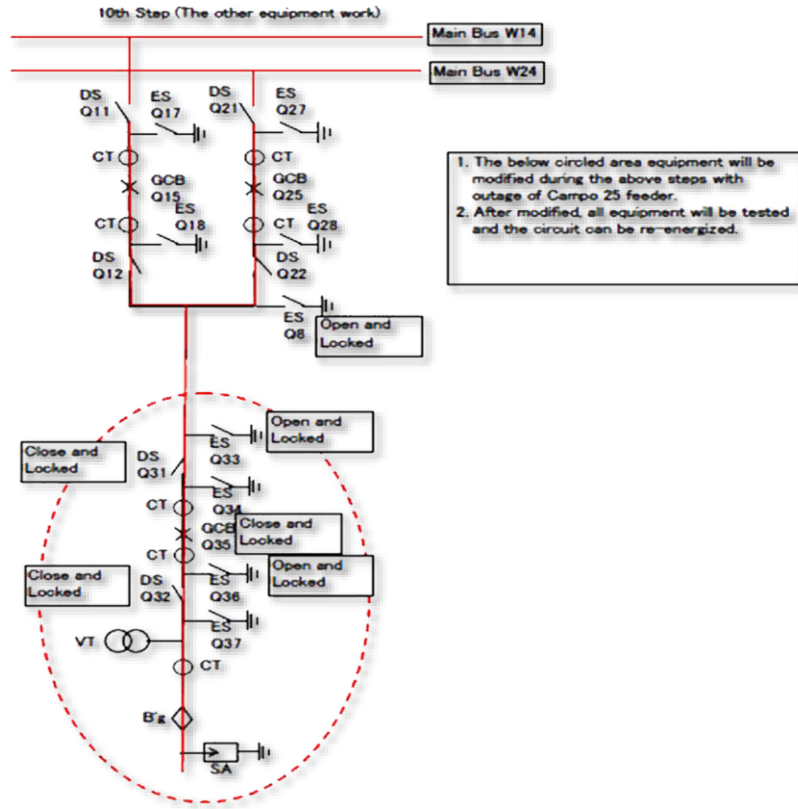 10th Step (The other equipment work)
Main Bus W14
Main Bus W24
DS
Q11
ES
Q17
DS
Q21
ES
Q27
CT
CT
GCB
Q15
GCB
Q25
1. The below circled area equipment will be
modified during the above steps with
outage of Campo 25 feeder.
2. After modified, all equipment will be tested
and the circuit can be re-energized.
CT
ES
Q18
CT
ES
Q28
DS
Q12
DS
Q22
ES
Q8
Open and
Locked
Open and
Locked
Close and
Locked
ES
Q33
DS
Q31
ES
Q34
CT
GCB
Q35
Close and
Locked
CT
Open and
Locked
Close and
Locked
DS
Q32
ES
Q36
ES
Q37
VT
CT
B'g
SA